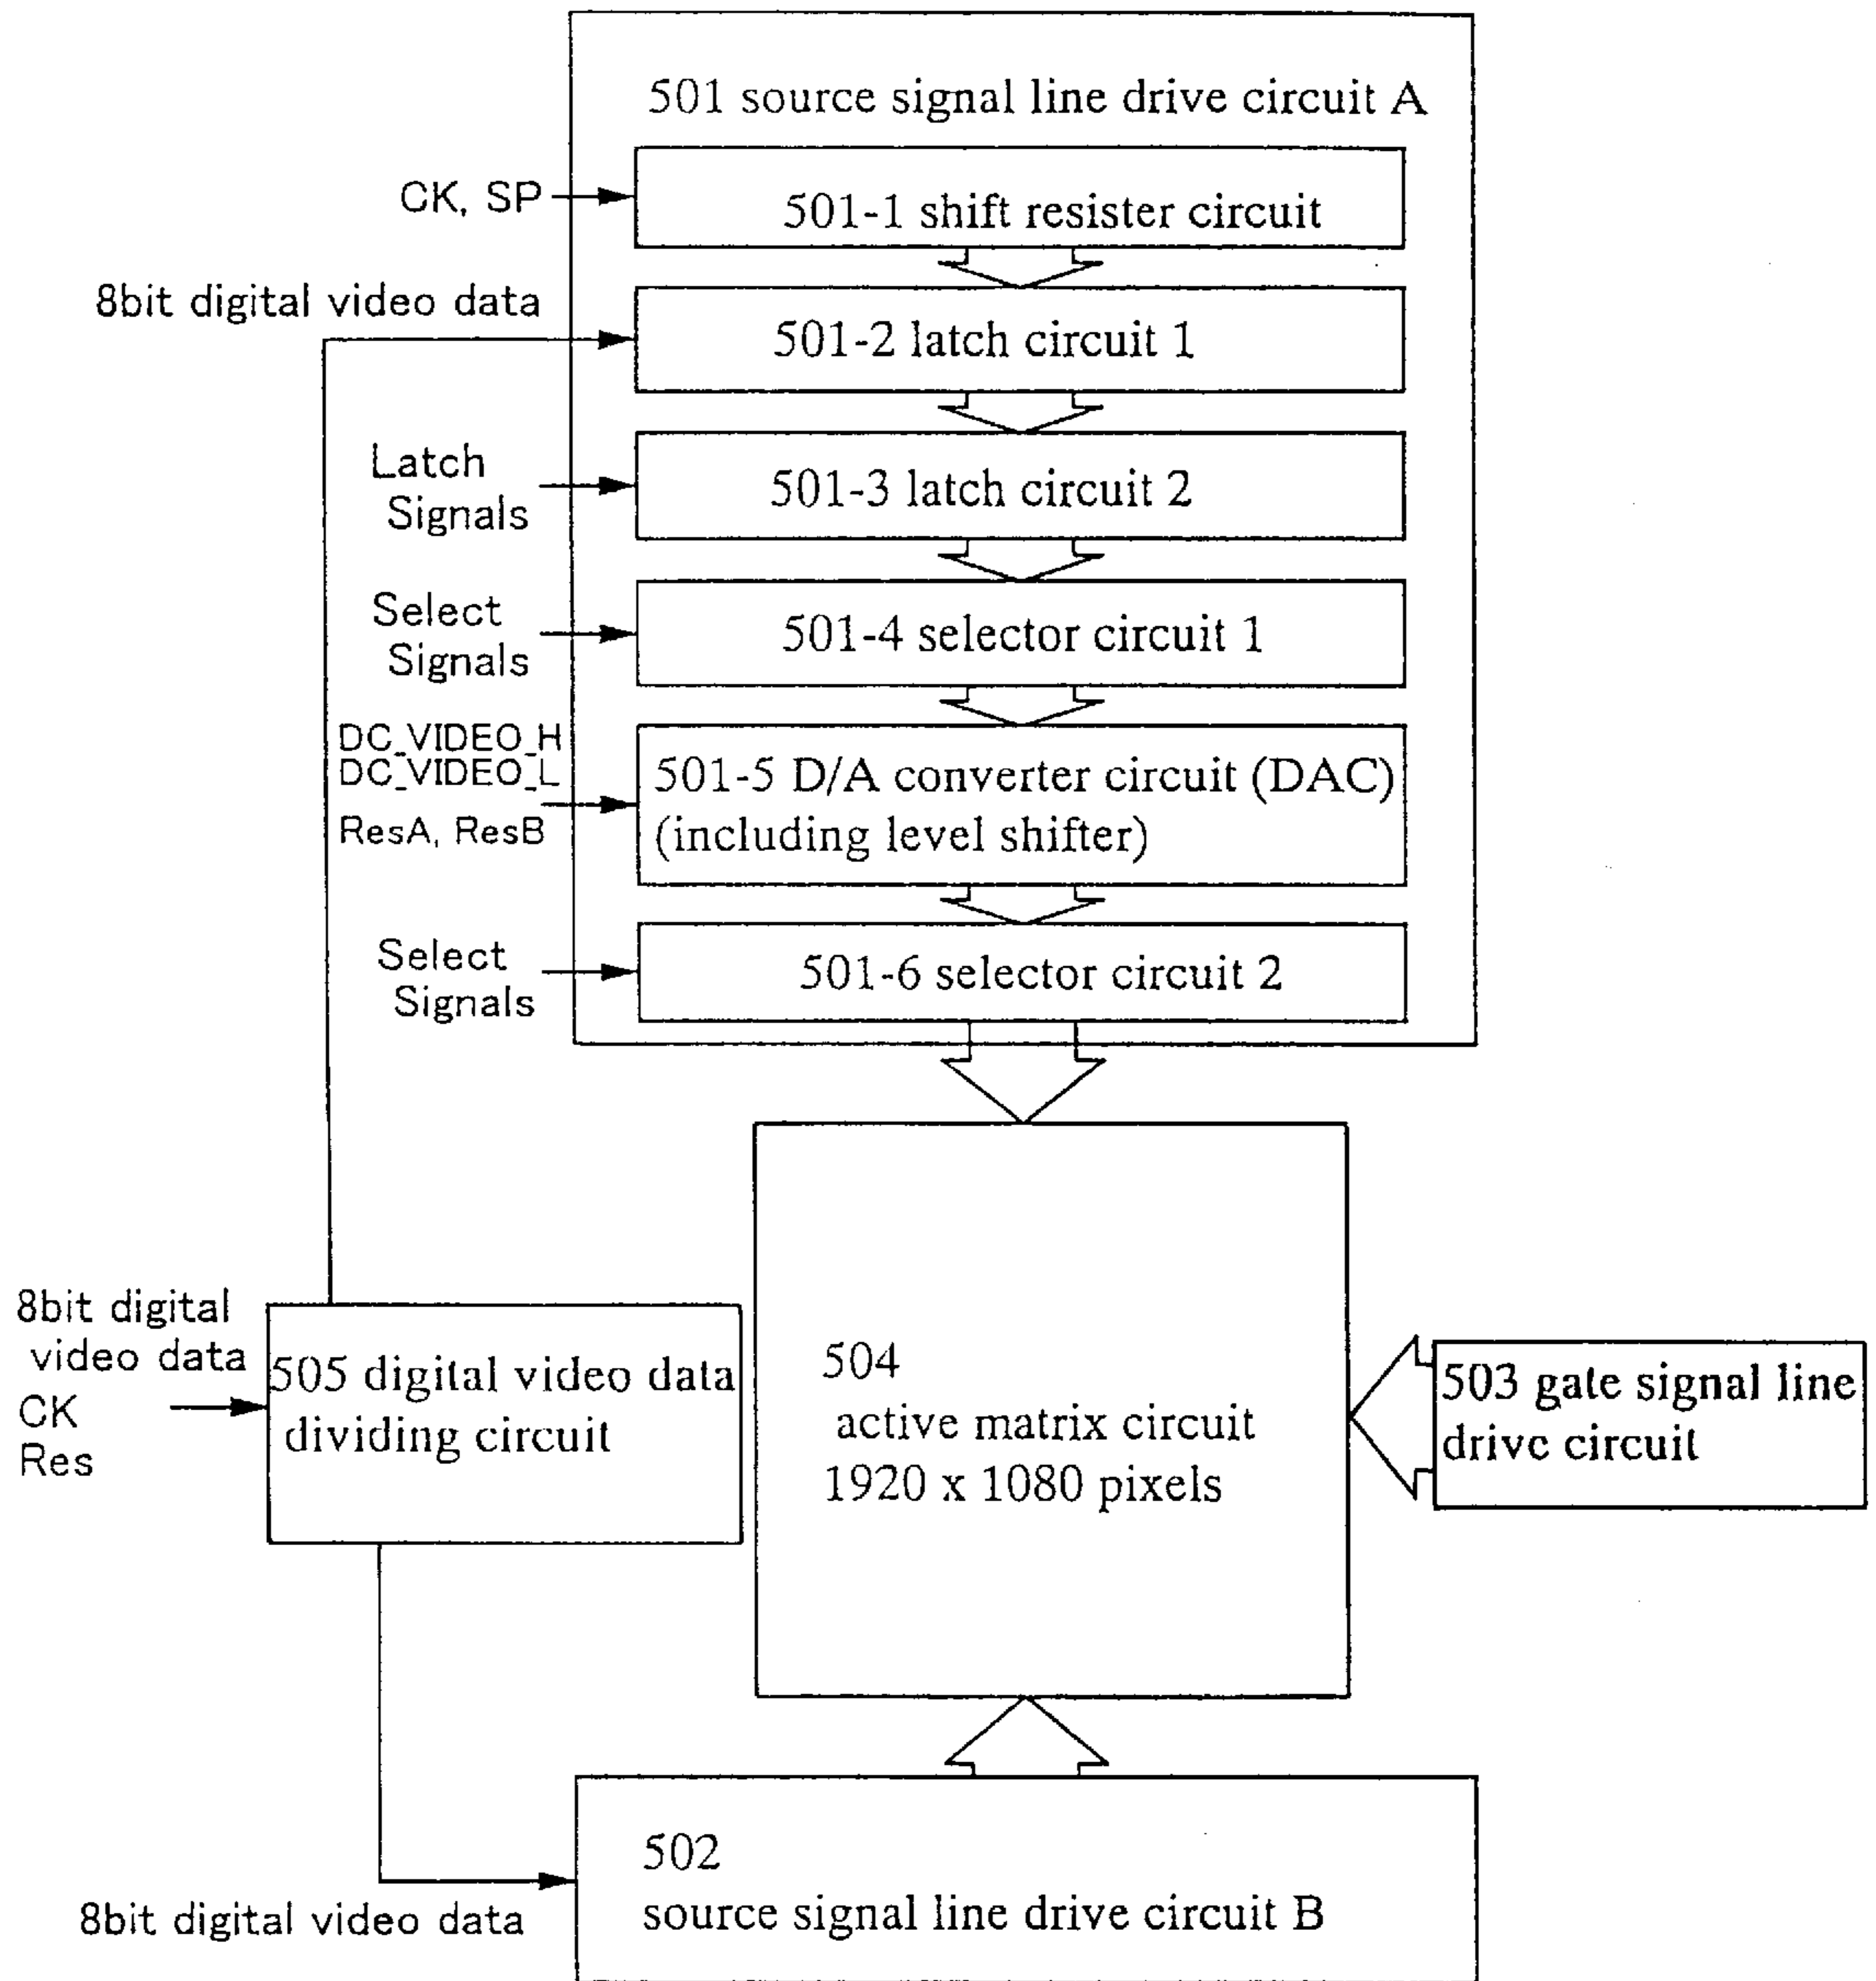 501 source signal line drive circuit A
CK, SP
501-1 shift resister circuit
8bit digital video data
501-2 latch circuit 1
Latch
Signals
501-3 latch circuit 2
Select
Signals
501-4 selector circuit 1
DC_VIDEO_H
DC_VIDEO_L
ResA, ResB
501-5 D/A converter circuit (DAC)
(including level shifter)
Select
Signals
501-6 selector circuit 2
8bit digital
video data
CK
Res
505 digital video data
dividing circuit
504
active matrix circuit
1920 x 1080 pixels
503 gate signal line
drive circuit
502
source signal line drive circuit B
8bit digital video data